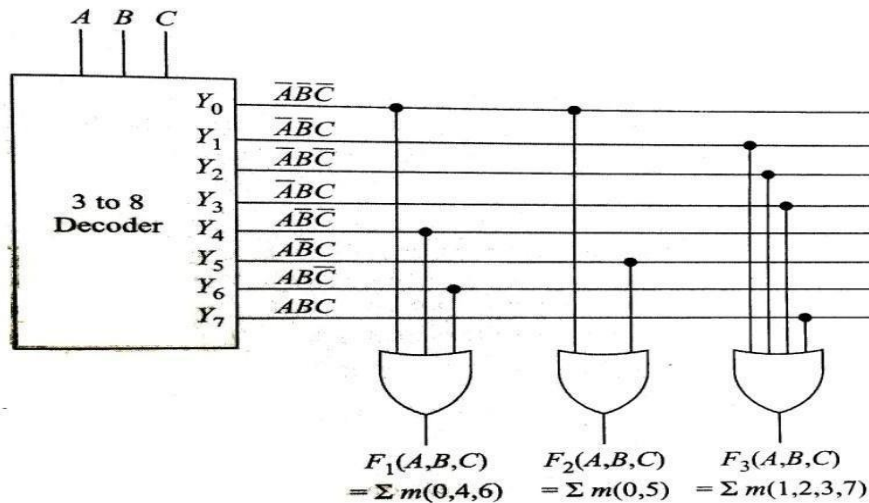 A B C
3 to 8
Decoder
Y₀ A̅B̅C̅
Y₁ A̅B̅C
Y₂ A̅BC̅
Y₃ A̅BC
Y₄ AB̅C̅
Y₅ AB̅C
Y₆ ABC̅
Y₇ ABC
F₁(A,B,C) F₂(A,B,C) F₃(A,B,C)
= Σ m(0,4,6) = Σ m(0,5) = Σ m(1,2,3,7)